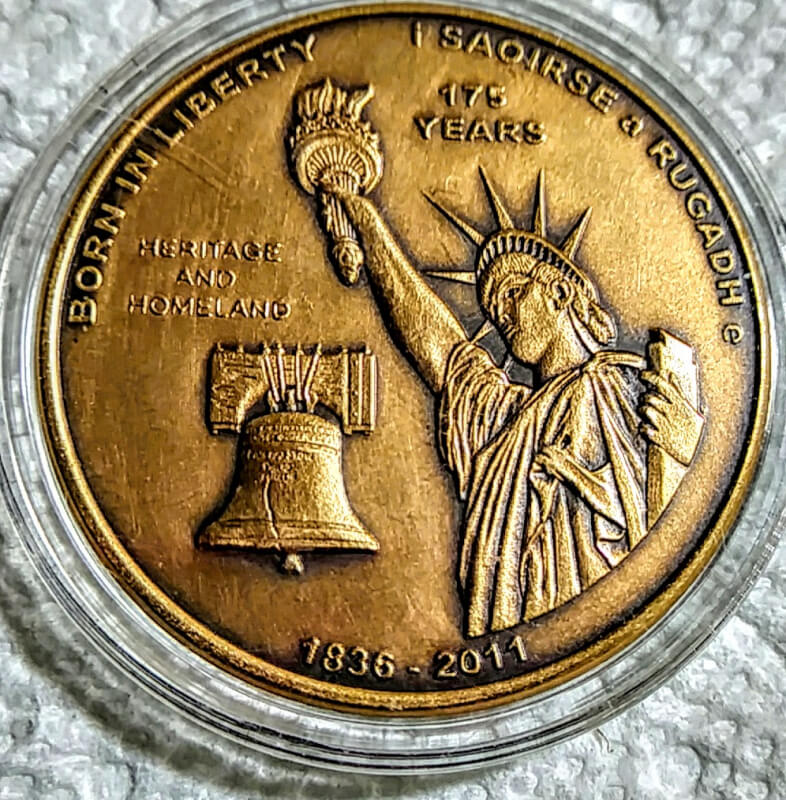 BORN IN LIBERTY
I SAOIRSE a RUGADH e
175
YEARS
HERITAGE
AND
HOMELAND
1836 - 2011